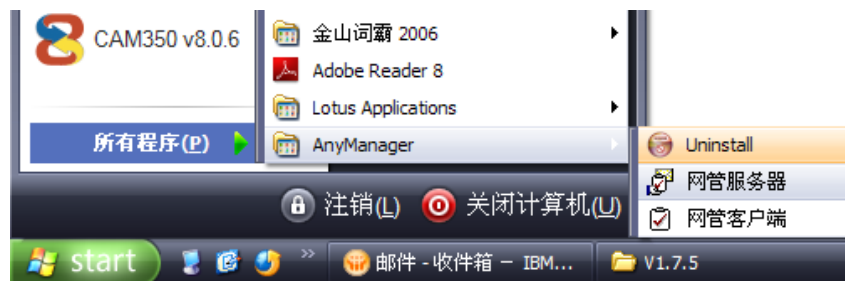 CAM350 v8.0.6
所有程序(P)
金山词霸 2006
Adobe Reader 8
Lotus Applications
AnyManager
Uninstall
网管服务器
网管客户端
注销(L)
关闭计算机(U)
start
»
邮件 - 收件箱 - IBM...
V1.7.5